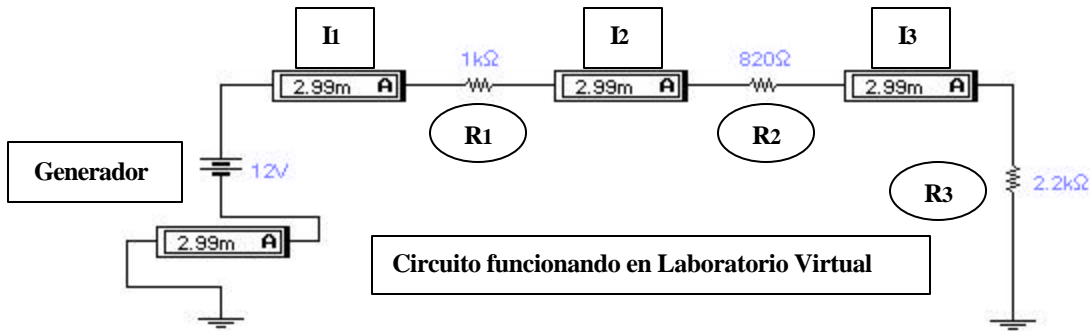 I1
I2
I3
1kΩ
820Ω
2.99m A
2.99m A
2.99m A
R1
R2
Generador
12V
R3
2.2kΩ
2.99m A
Circuito funcionando en Laboratorio Virtual